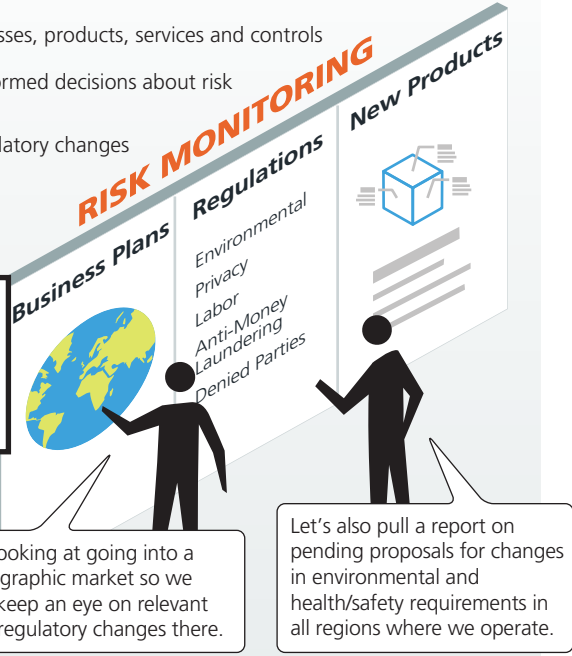 sses, products, services and controls
ormed decisions about risk
latory changes
RISK MONITORING
Business Plans
Regulations
Environmental
Privacy
Labor
Anti-Money
Laundering
Denied Parties
New Products
ooking at going into a
graphic market so we
keep an eye on relevant
regulatory changes there.
Let's also pull a report on
pending proposals for changes
in environmental and
health/safety requirements in
all regions where we operate.